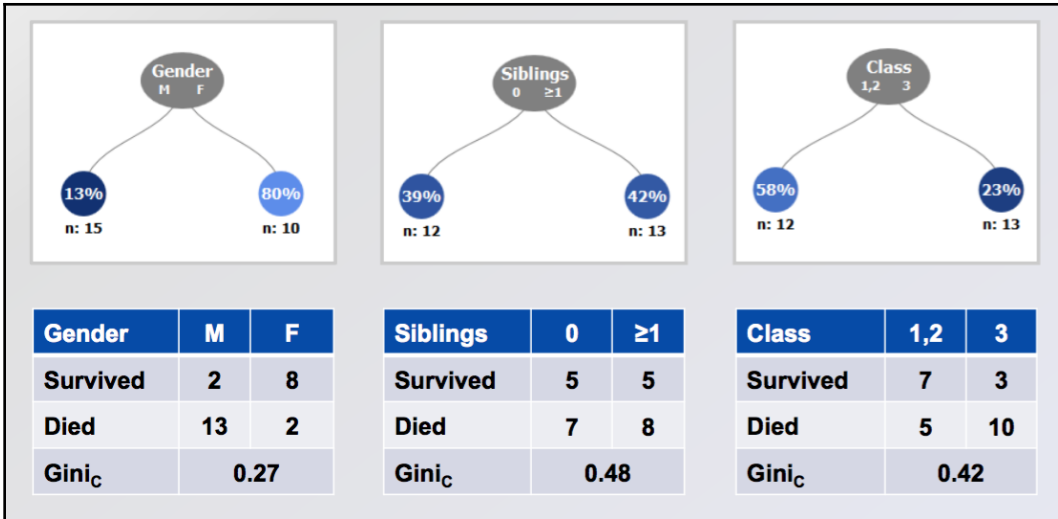 Gender
M F
13%
80%
n: 15
n: 10
Siblings
0 ≥1
39%
42%
n: 12
n: 13
Class
1,2 3
58%
23%
n: 12
n: 13
Gender M F
Survived 2 8
Died 13 2
GiniC 0.27
Siblings 0 ≥1
Survived 5 5
Died 7 8
GiniC 0.48
Class 1,2 3
Survived 7 3
Died 5 10
GiniC 0.42